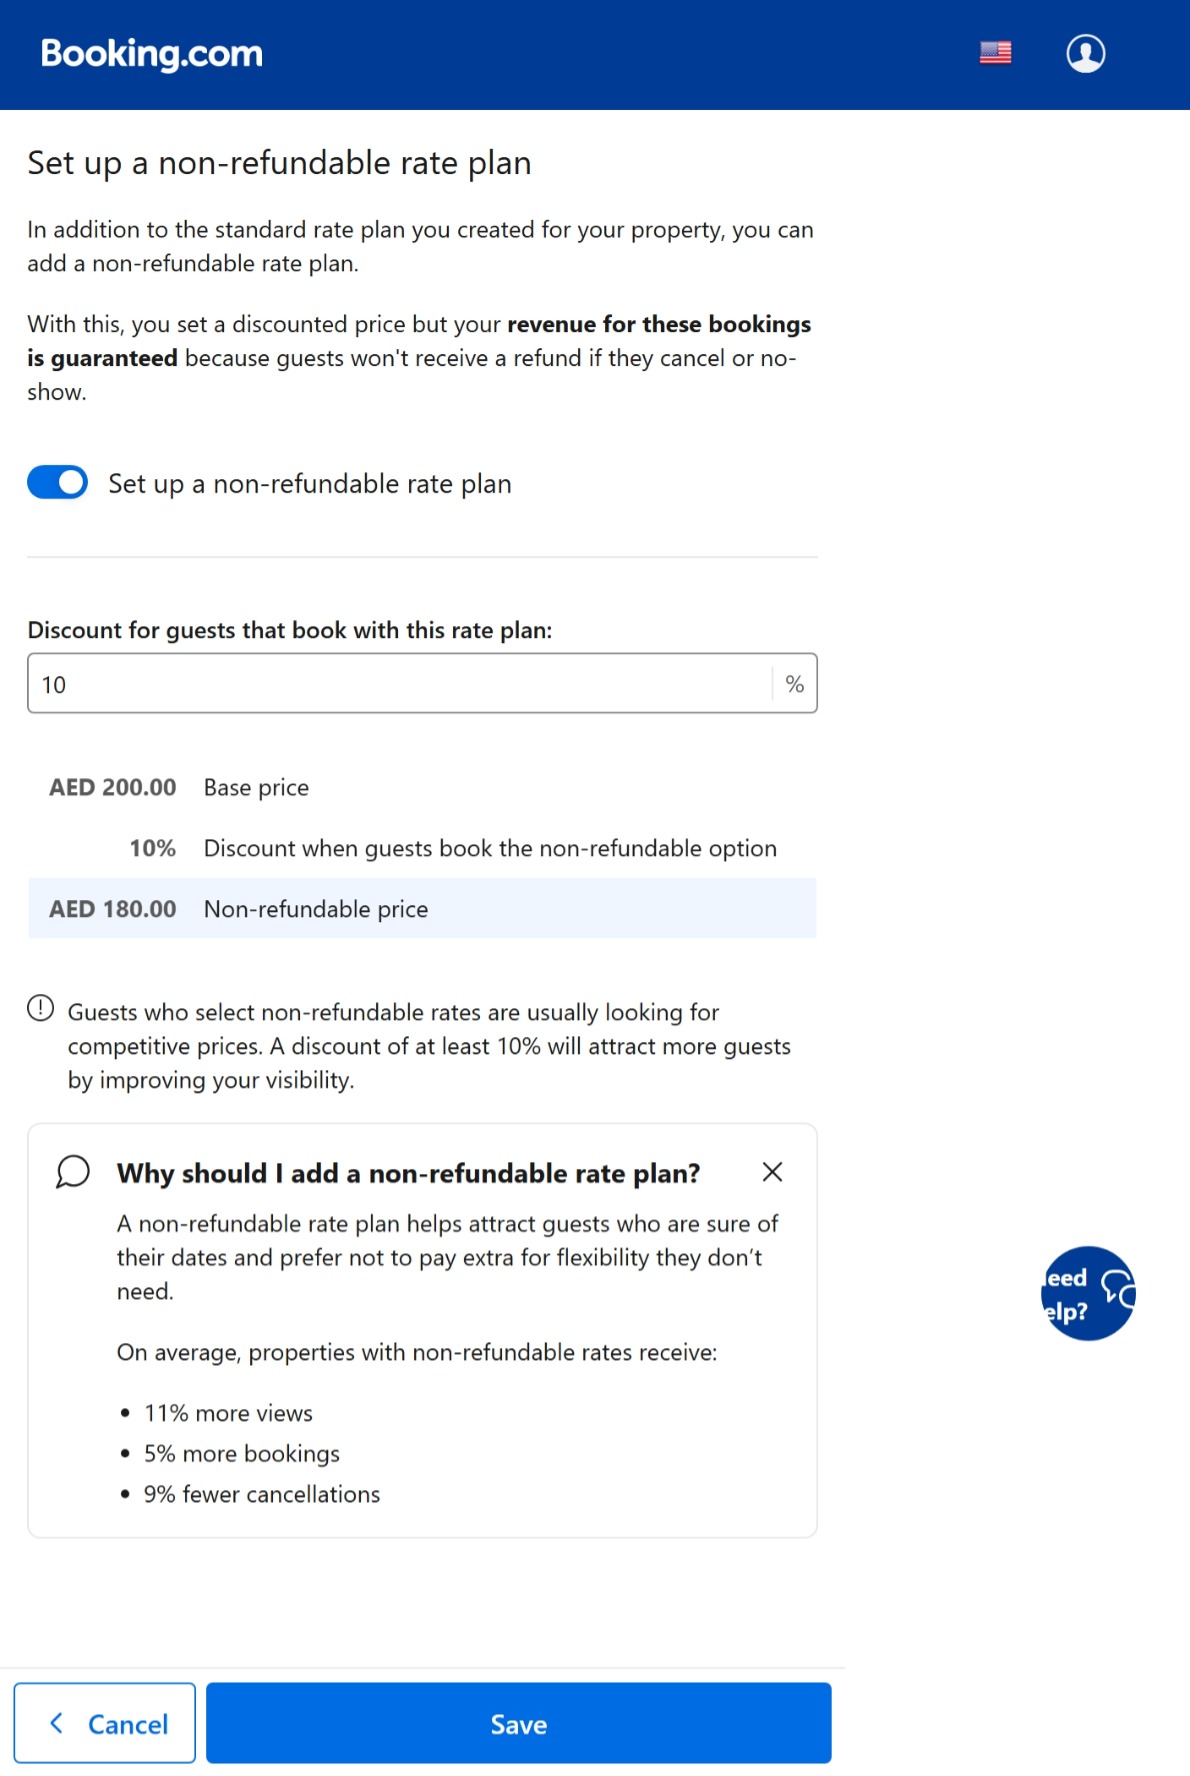 Booking.com
Set up a non-refundable rate plan
In addition to the standard rate plan you created for your property, you can
add a non-refundable rate plan.
With this, you set a discounted price but your revenue for these bookings
is guaranteed because guests won't receive a refund if they cancel or no-
show.
Set up a non-refundable rate plan
Discount for guests that book with this rate plan:
10 %
AED 200.00 Base price
10% Discount when guests book the non-refundable option
AED 180.00 Non-refundable price
Guests who select non-refundable rates are usually looking for
competitive prices. A discount of at least 10% will attract more guests
by improving your visibility.
Why should I add a non-refundable rate plan?
A non-refundable rate plan helps attract guests who are sure of
their dates and prefer not to pay extra for flexibility they don’t
need.
On average, properties with non-refundable rates receive:
• 11% more views
• 5% more bookings
• 9% fewer cancellations
eed
elp?
Cancel
Save